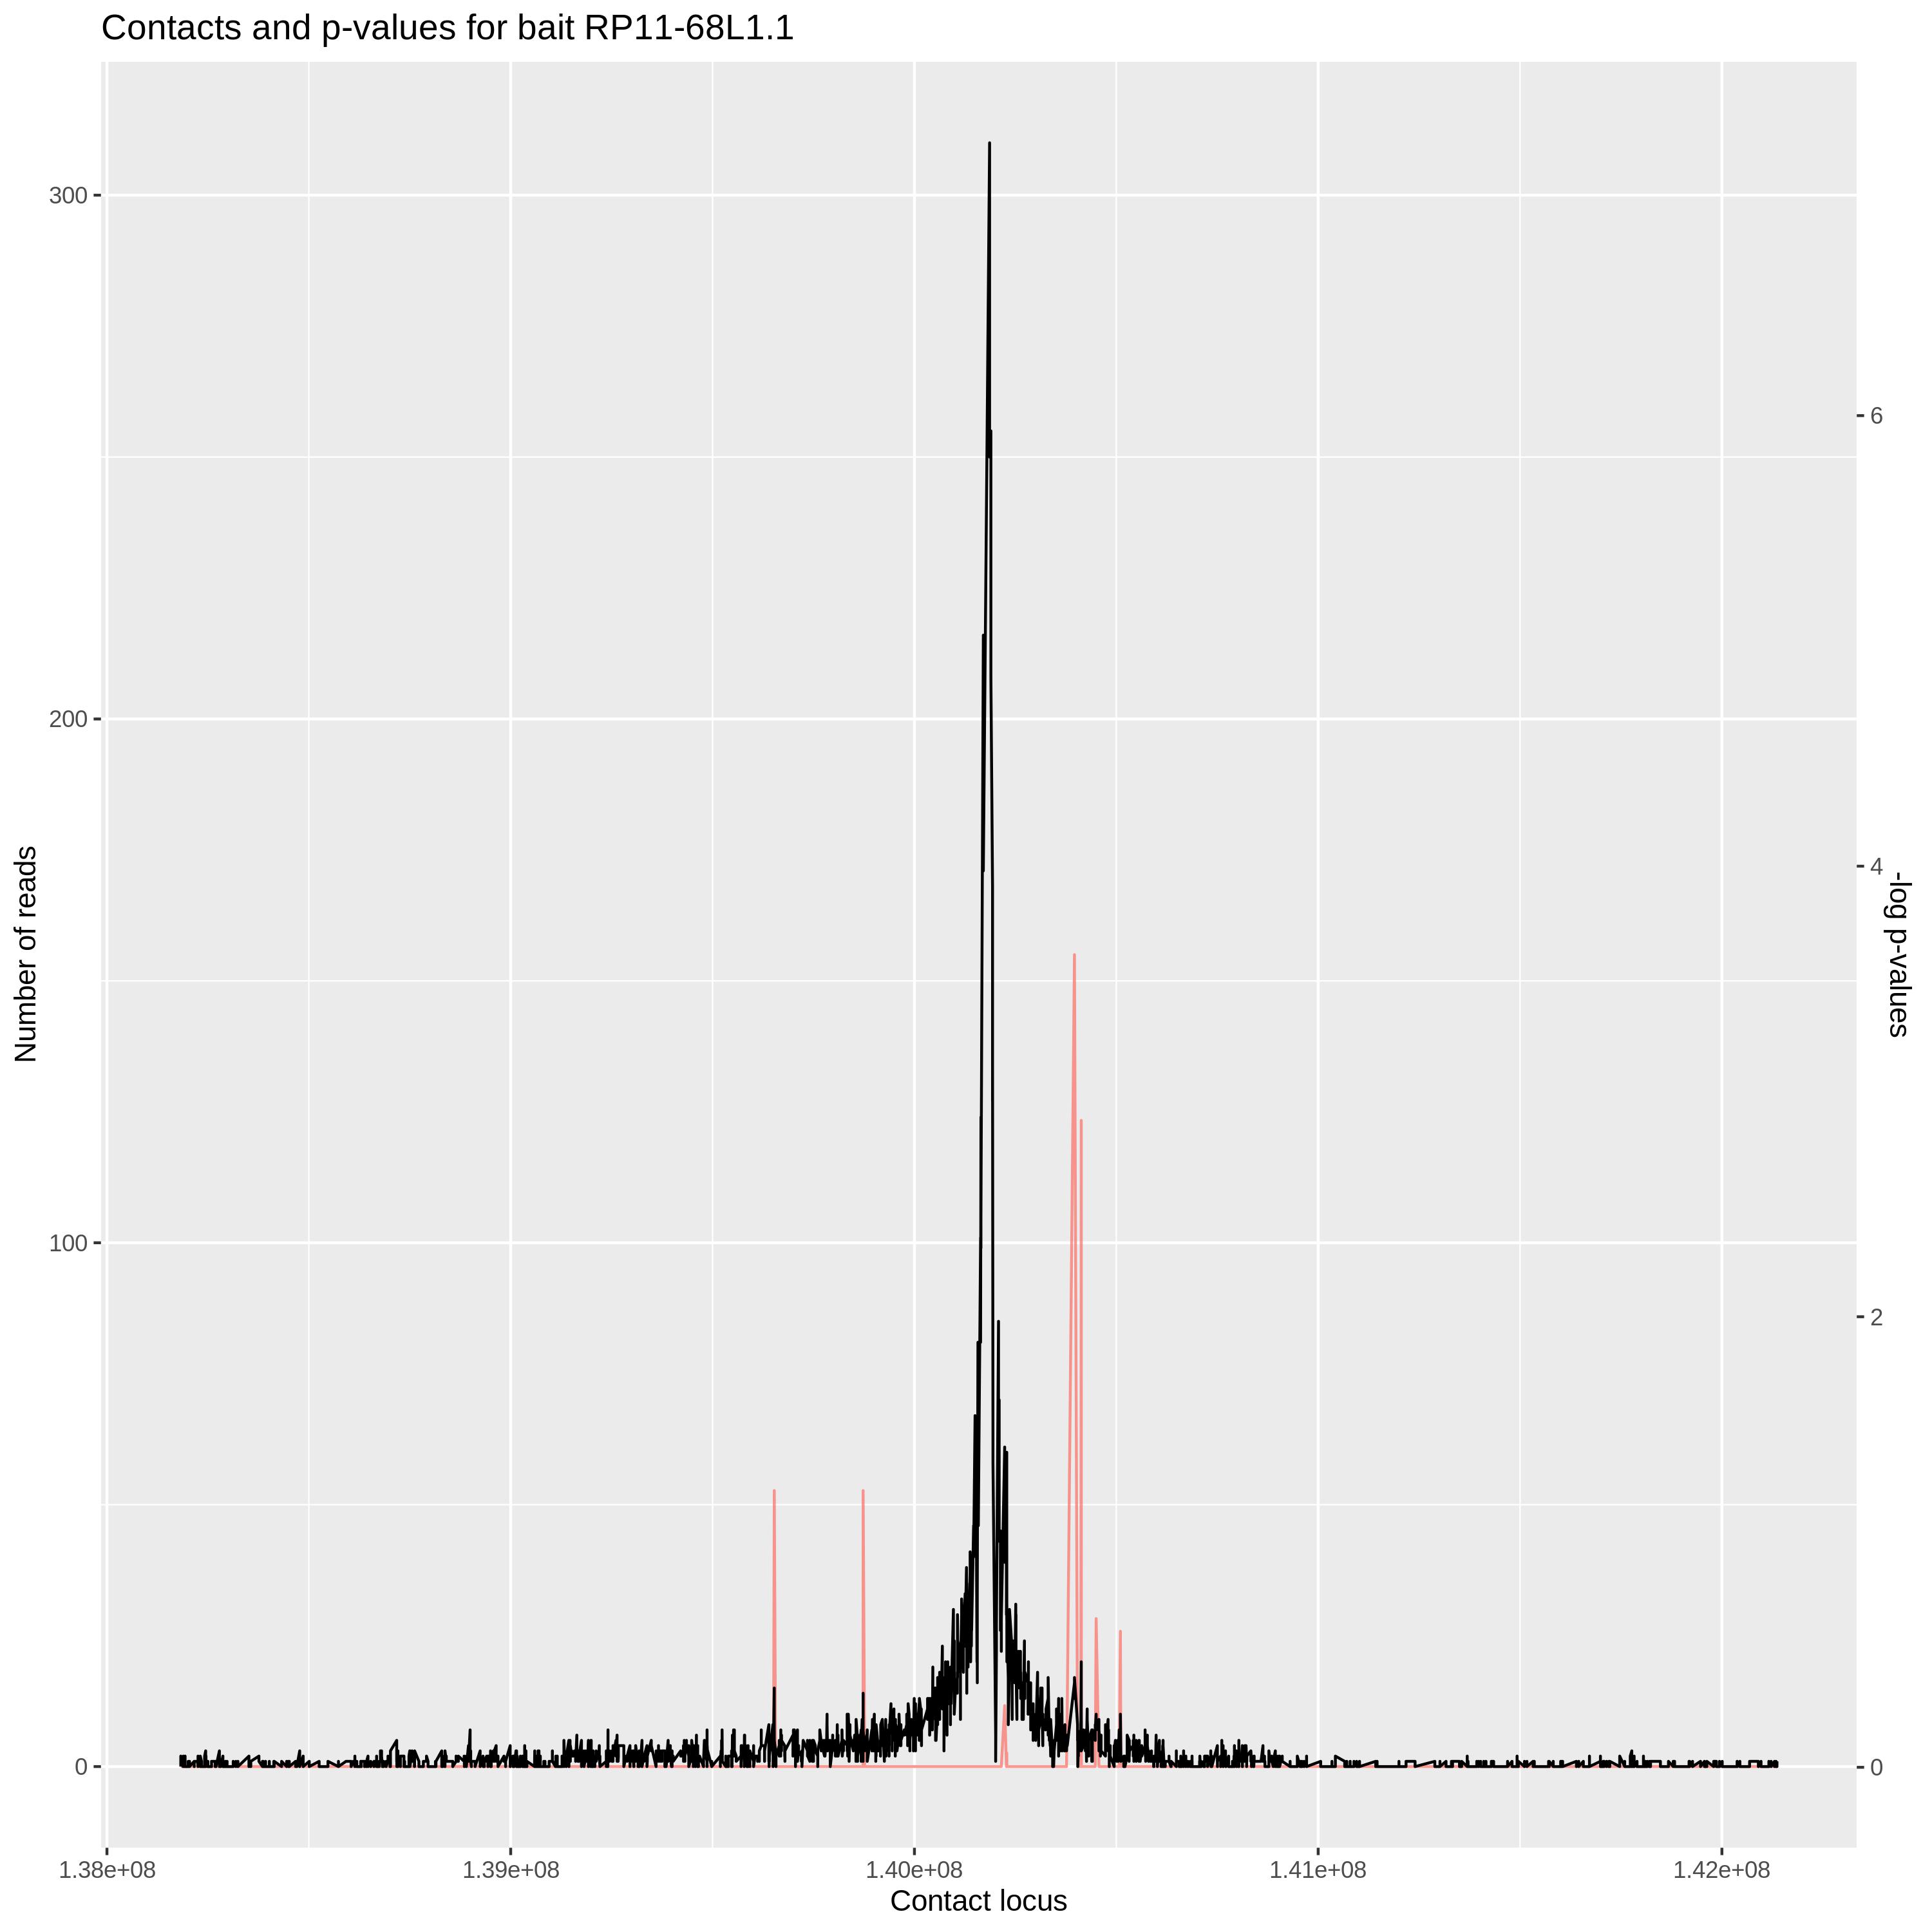 Contacts and p-values for bait RP11-68L1.1
300
200
100
0
6
4
2
0
Number of reads
-log p-values
1.38e+08
1.39e+08
1.40e+08
1.41e+08
1.42e+08
Contact locus